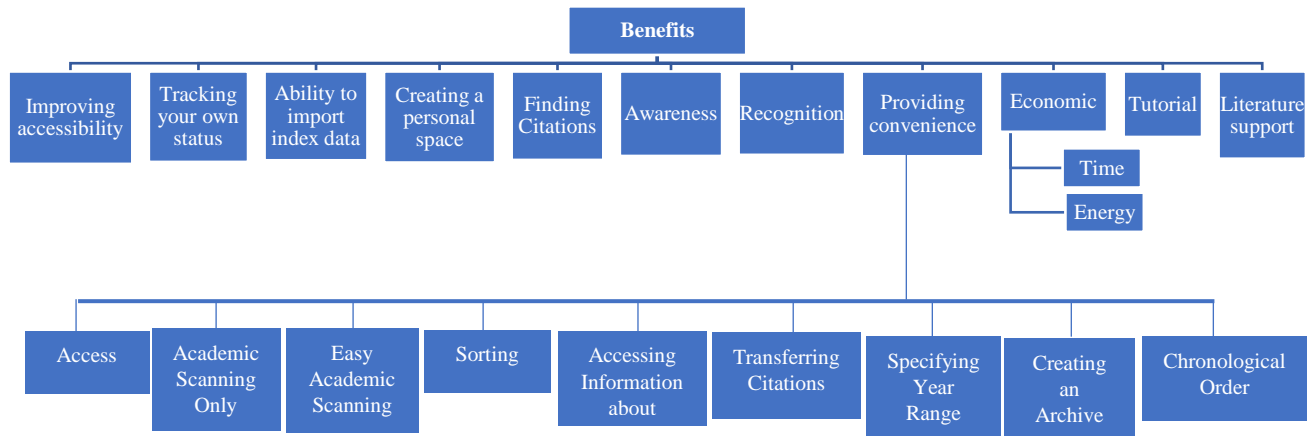 Benefits
Improving
accessibility
Tracking
your own
status
Ability to
import
index data
Creating a
personal
space
Finding
Citations
Awareness
Recognition
Providing
convenience
Economic
Tutorial
Literature
support
Time
Energy
Access
Academic
Scanning
Only
Easy
Academic
Scanning
Sorting
Accessing
Information
about
Transferring
Citations
Specifying
Year
Range
Creating
an
Archive
Chronological
Order